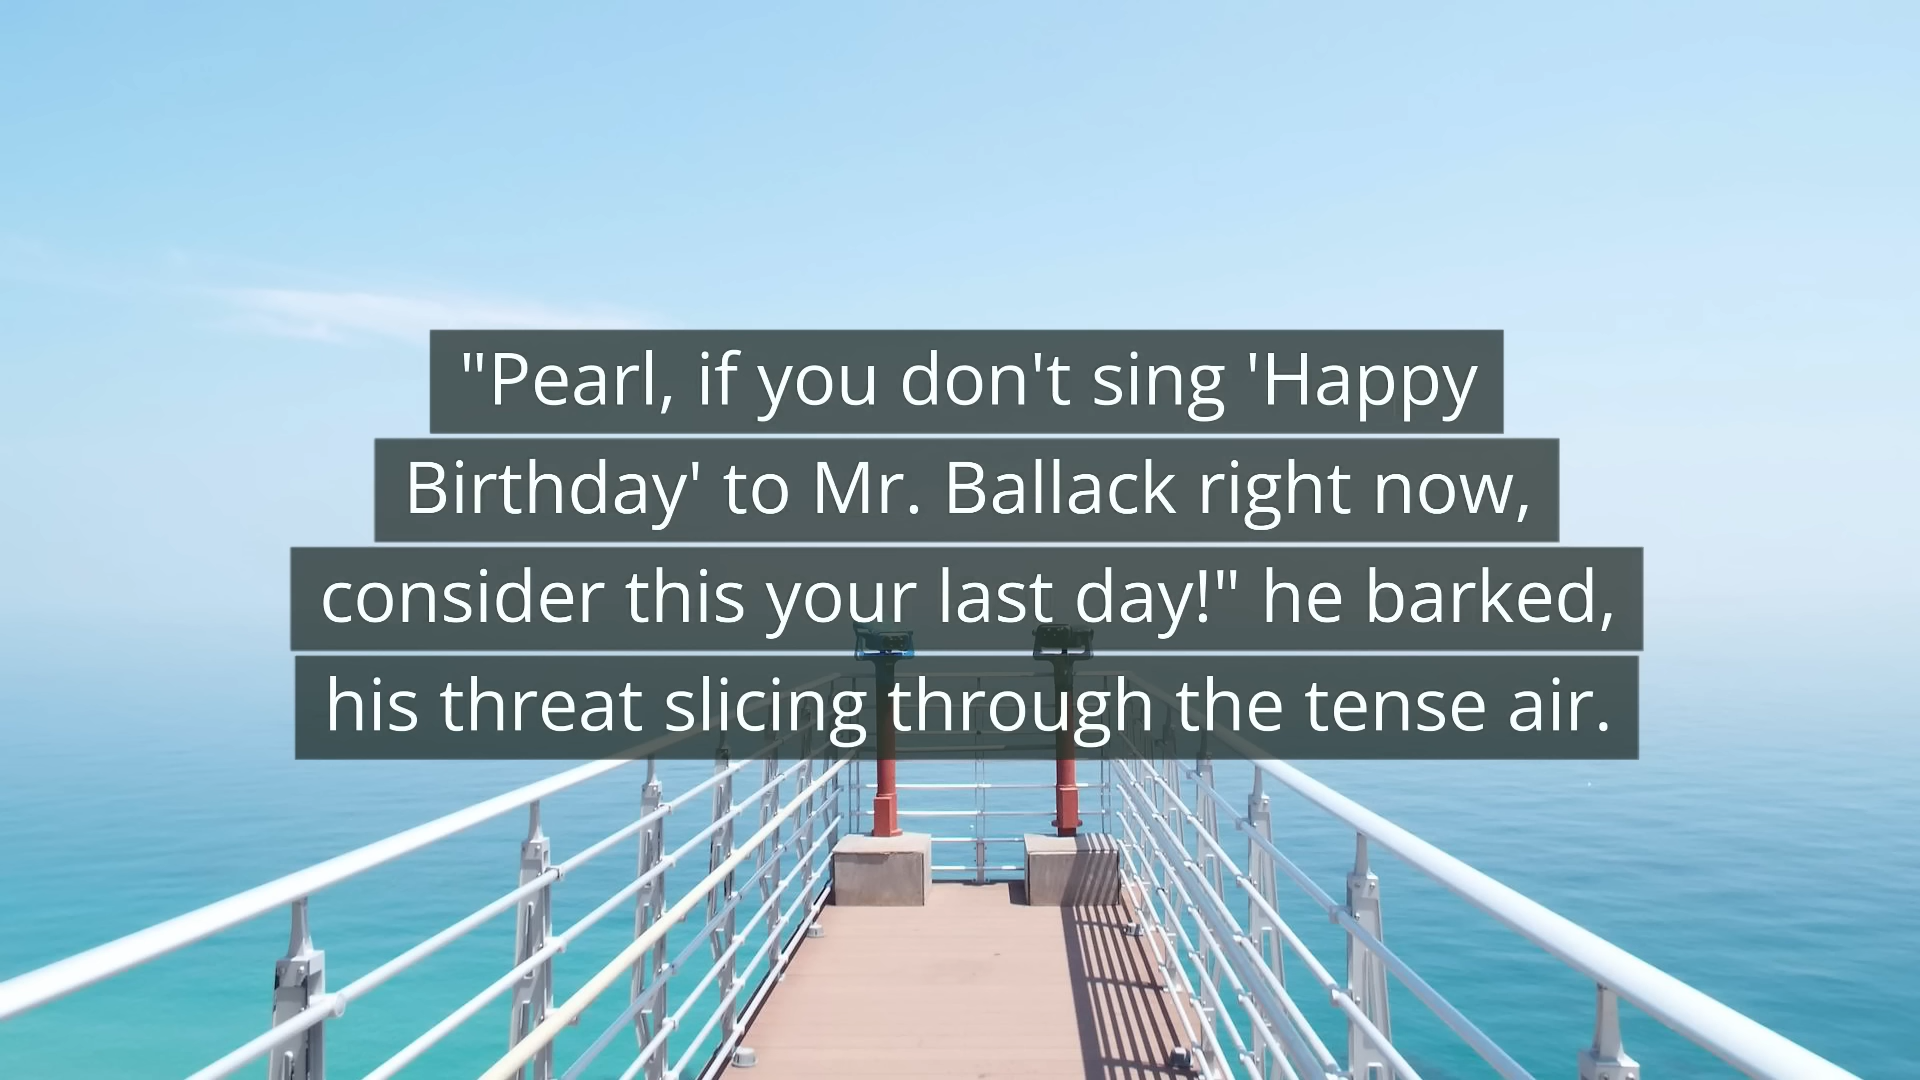 "Pearl, if you don't sing 'Happy
Birthday' to Mr. Ballack right now,
consider this your last day!" he barked,
his threat slicing through the tense air.